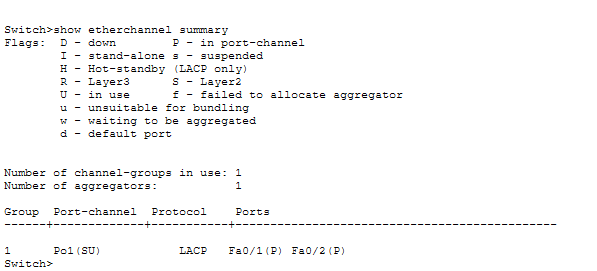 Switch>show etherchannel summary
Flags:  D - down        P - in port-channel
        I - stand-alone s - suspended
        H - Hot-standby (LACP only)
        R - Layer3      S - Layer2
        U - in use      f - failed to allocate aggregator
        u - unsuitable for bundling
        w - waiting to be aggregated
        d - default port
Number of channel-groups in use: 1
Number of aggregators:           1
Group  Port-channel  Protocol    Ports
------+-------------+-----------+----------------------------------------------
1      Po1(SU)           LACP   Fa0/1(P) Fa0/2(P)
Switch>